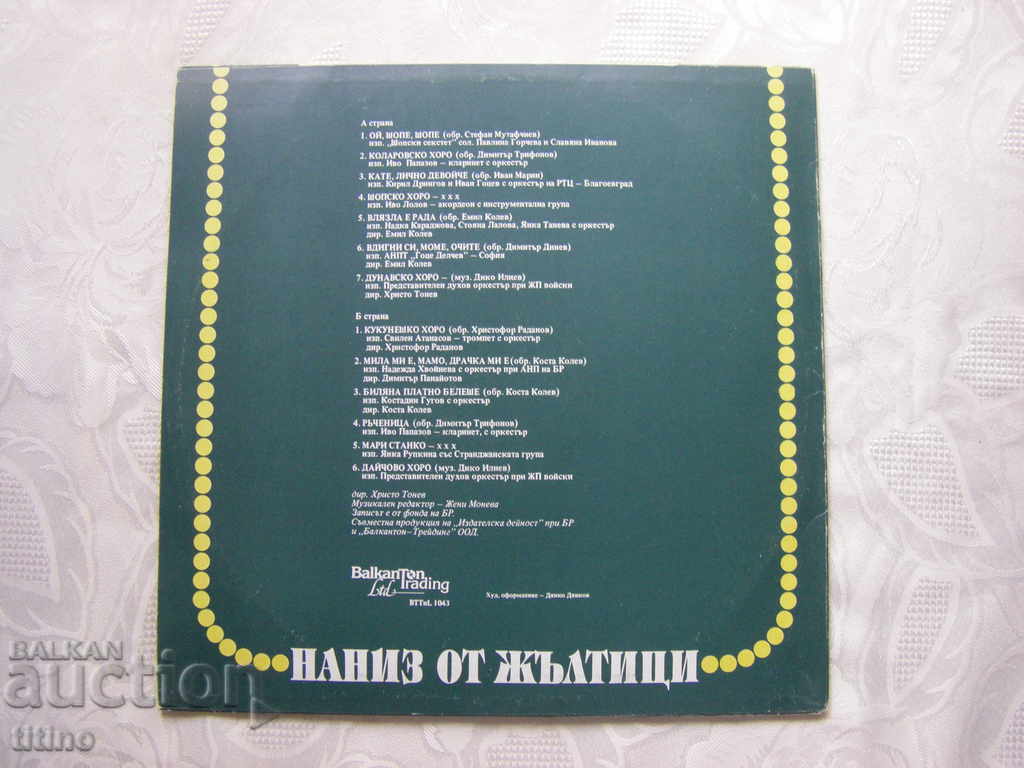 А страна
1. ОЙ, ШОПЕ, ШОПЕ (обр. Стефан Мутафчиев)
изп. „Шопски секстет" сол. Павлина Горчева и Славяна Иванова
2. КОЛАРОВСКО ХОРО (обр. Димитър Трифонов)
изп. Иво Папазов – кларинет с оркестър
3. КАТЕ, ЛИЧНО ДЕВОЙЧЕ (обр. Иван Марин)
изп. Кирил Дрингов и Иван Гоцев с оркестър на РТЦ – Благоевград
4. ШОПСКО ХОРО – х х х
изп. Иво Лолов – акордеон с инструментална група
5. ВЛЯЗЛА Е РАДА (обр. Емил Колев)
изп. Надка Караджова, Стояна Лалова, Янка Танева с оркестър
дир. Емил Колев
6. ВДИГНИ СИ, МОМЕ, ОЧИТЕ (обр. Димитър Динев)
изп. АНПТ „Гоце Делчев" – София
дир. Емил Колев
7. ДУНАВСКО ХОРО – (муз. Дико Илиев)
изп. Представителен духов оркестър при ЖП войски
дир. Христо Тонев
Б страна
1. КУКУНЕШКО ХОРО (обр. Христофор Раданов)
изп. Свилен Атанасов – тромпет с оркестър
дир. Христофор Раданов
2. МИЛА МИ Е, МАМО, ДРАЧКА МИ Е (обр. Коста Колев)
изп. Надежда Хвойнева с оркестър при АНП на БР
дир. Димитър Панайотов
3. БИЛЯНА ПЛАТНО БЕЛЕШЕ (обр. Коста Колев)
изп. Костадин Гугов с оркестър
дир. Коста Колев
4. РЪЧЕНИЦА (обр. Димитър Трифонов)
изп. Иво Папазов – кларинет, с оркестър
5. МАРИ СТАНКО – х х х
изп. Янка Рупкина със Странджанската група
6. ДАЙЧОВО ХОРО (муз. Дико Илиев)
изп. Представителен духов оркестър при ЖП войски
дир. Христо Тонев
Музикален редактор – Жени Монева
Записът е от фонда на БР.
Съвместна продукция на „Издателска дейност" при БР
и „Балкантон–Трейдинг" ООД.
BalkanTon
Ltd. Trading
BTTnL 1043
Худ. оформление – Динко Динков
НАНИЗ ОТ ЖЪЛТИЦИ
BALKAN
auction
titino